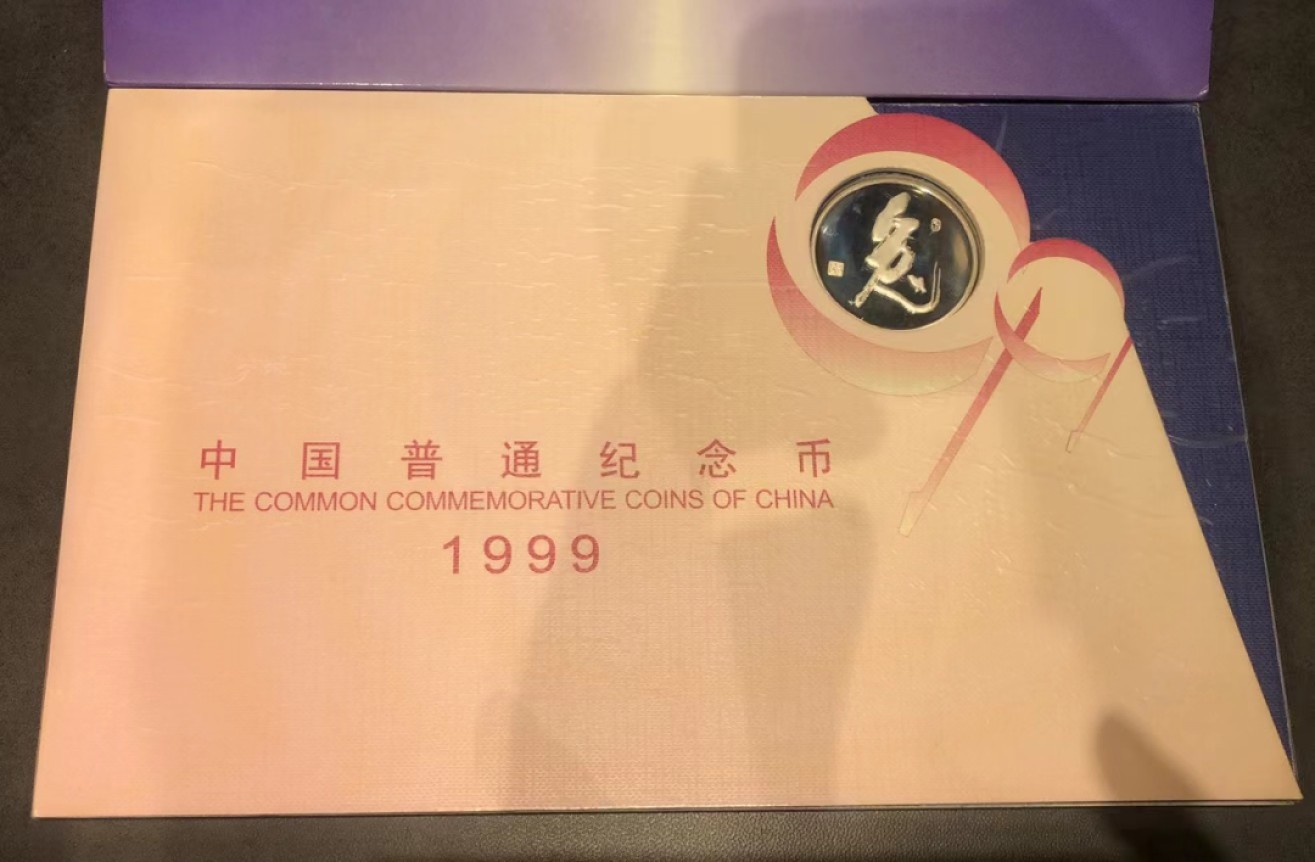 兔
中国普通纪念币
THE COMMON COMMEMORATIVE COINS OF CHINA
1999